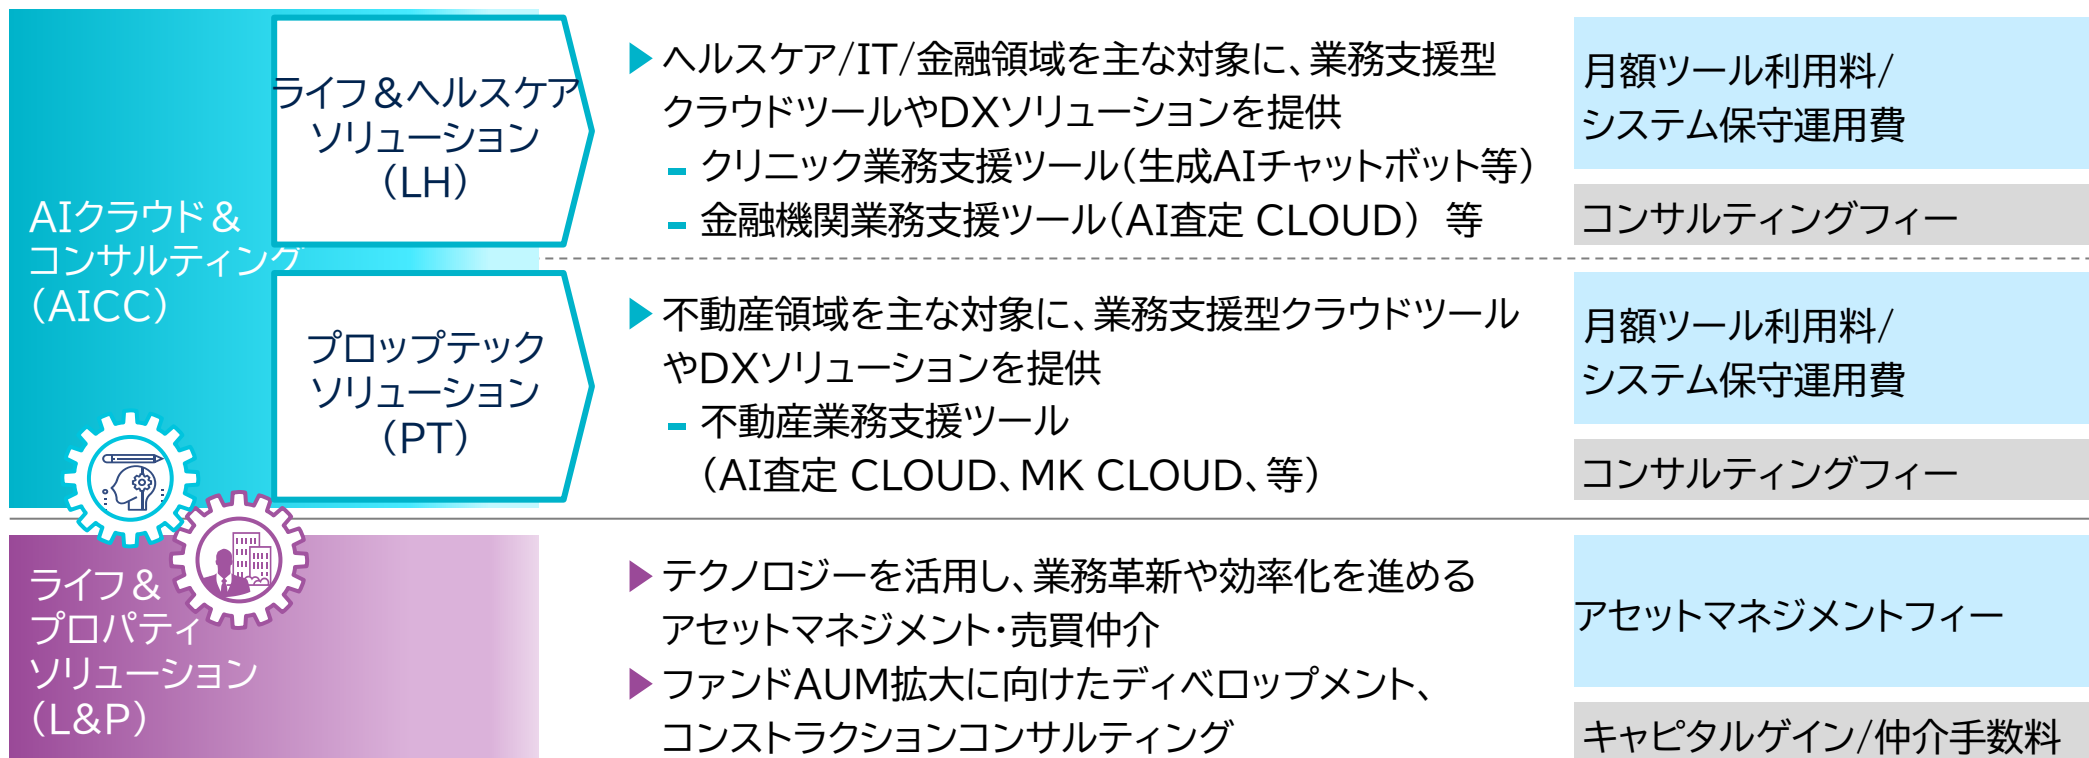 AIクラウド&
コンサルティング
(AICC)
ライフ&ヘルスケア
ソリューション
(LH)
ヘルスケア/IT/金融領域を主な対象に、業務支援型
クラウドツールやDXソリューションを提供
- クリニック業務支援ツール(生成AIチャットボット等)
- 金融機関業務支援ツール(AI査定 CLOUD) 等
月額ツール利用料/
システム保守運用費
コンサルティングフィー
プロップテック
ソリューション
(PT)
不動産領域を主な対象に、業務支援型クラウドツール
やDXソリューションを提供
- 不動産業務支援ツール
(AI査定 CLOUD、MK CLOUD、等)
月額ツール利用料/
システム保守運用費
コンサルティングフィー
ライフ&
プロパティ
ソリューション
(L&P)
テクノロジーを活用し、業務革新や効率化を進める
アセットマネジメント・売買仲介
ファンドAUM拡大に向けたディベロップメント、
コンストラクションコンサルティング
アセットマネジメントフィー
キャピタルゲイン/仲介手数料